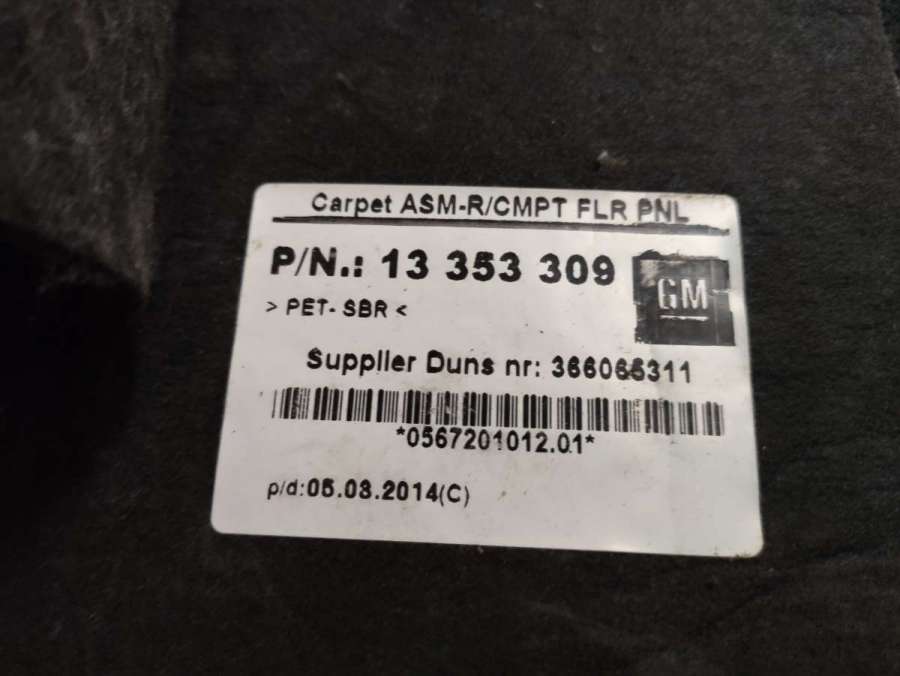 Carpet ASM-R/CMPT FLR PNL
P/N.: 13 353 309
GM
> PET- SBR <
Supplier Duns nr: 366065311
*0567201012.01*
p/d:05.03.2014(C)